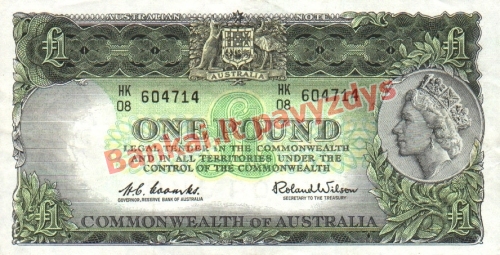 AUSTRALIAN NOTE
£1 £1
AUSTRALIA
HK 08 604714
HK 08 604714
ONE POUND
LEGAL TENDER IN THE COMMONWEALTH
AND IN ALL TERRITORIES UNDER THE
CONTROL OF THE COMMONWEALTH
H.C. Coombs. Roland Wilson
GOVERNOR, RESERVE BANK OF AUSTRALIA SECRETARY TO THE TREASURY
£1 £1
COMMONWEALTH OF AUSTRALIA